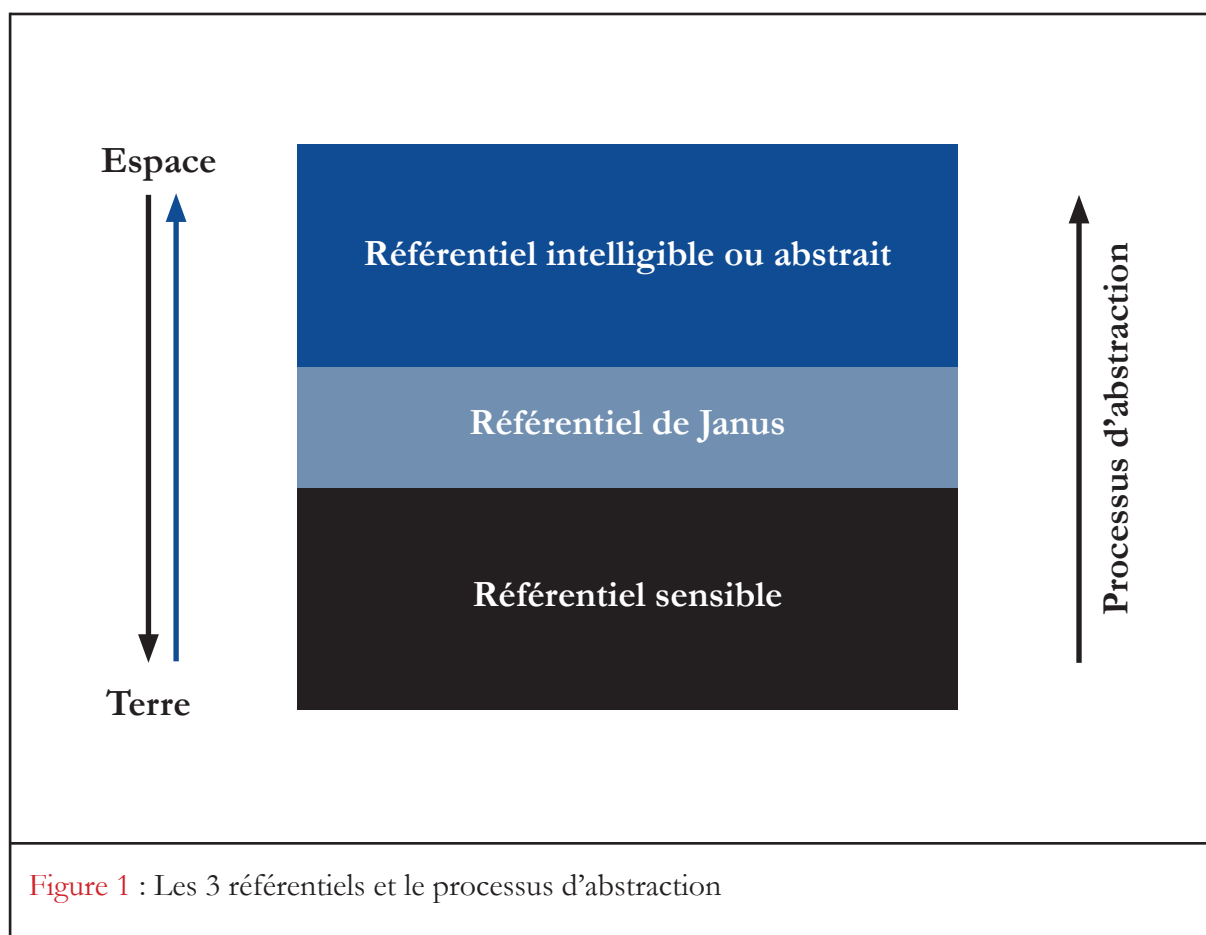 Espace
Référentiel intelligible ou abstrait
Référentiel de Janus
Référentiel sensible
Terre
Processus d’abstraction
Figure 1 : Les 3 référentiels et le processus d’abstraction